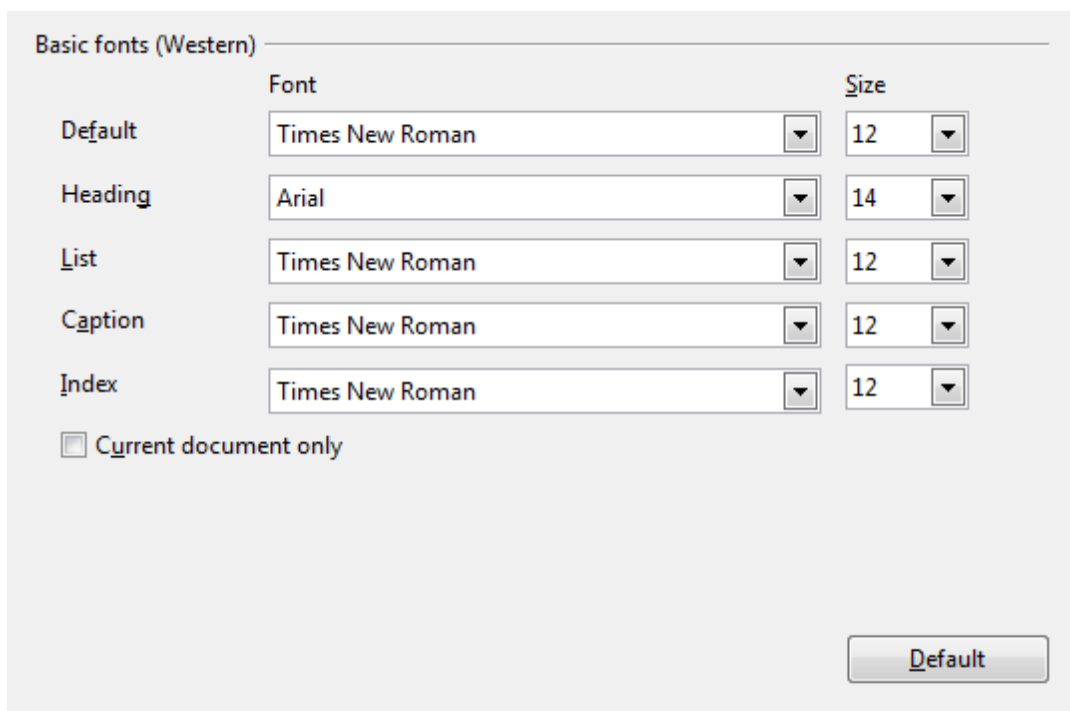 Basic fonts (Western)
Font Size
Default Times New Roman 12
Heading Arial 14
List Times New Roman 12
Caption Times New Roman 12
Index Times New Roman 12
Current document only
Default